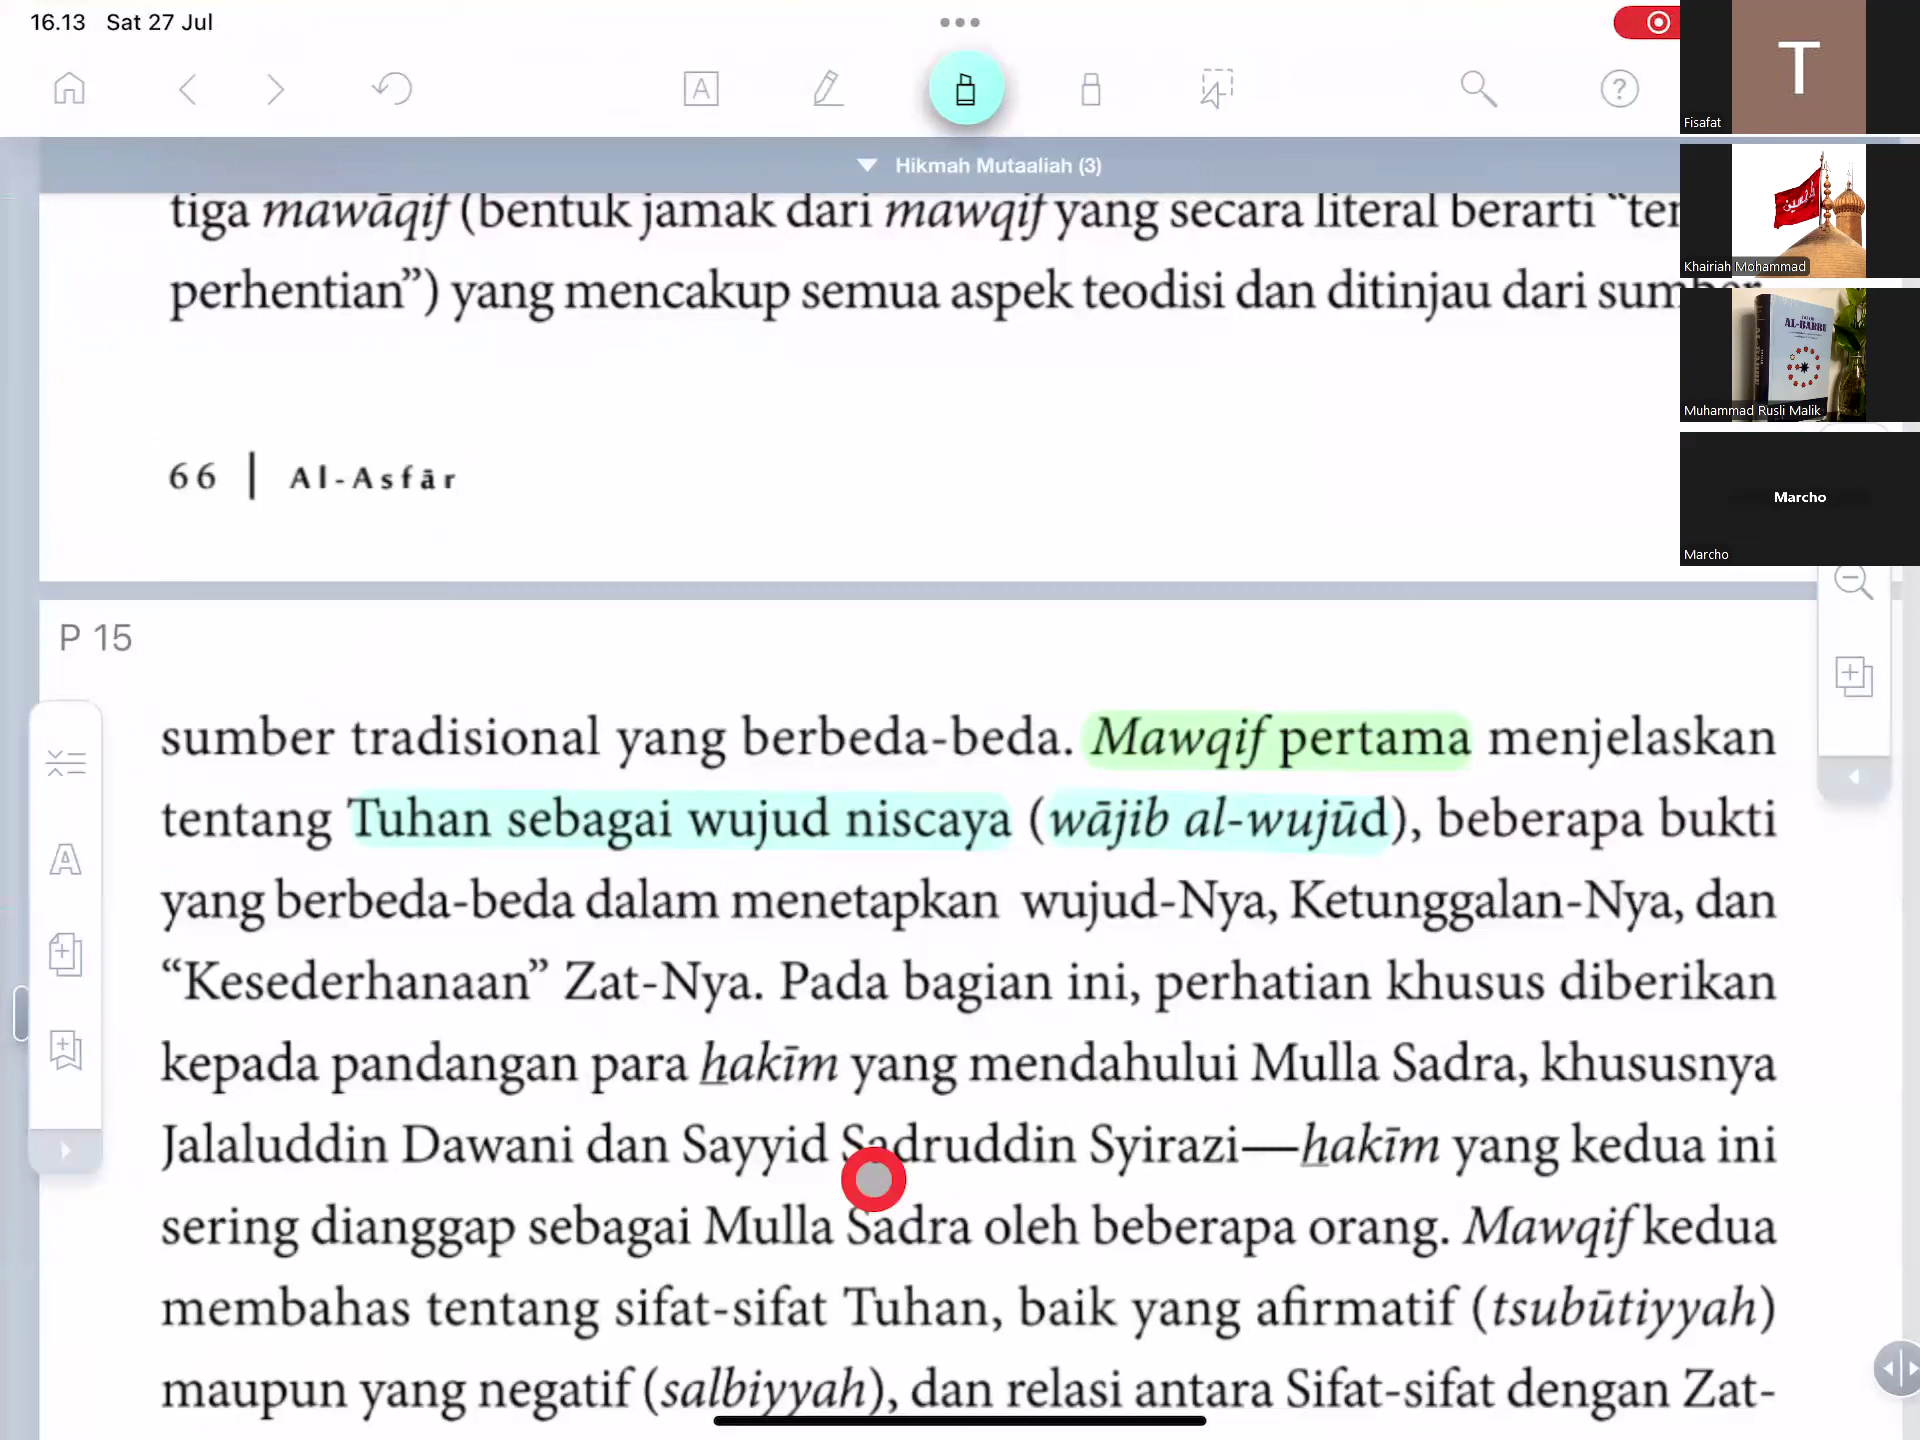 16.13 Sat 27 Jul
A
?
T
Fisafat
Hikmah Mutaaliah (3)
tiga mawāqif (bentuk jamak dari mawqif yang secara literal berarti
perhentian”) yang mencakup semua aspek teodisi dan ditinjau dari sumber
Khairiah Mohammad
AL-BARRU
Muhammad Rusli Malik
66 | Al-Asfār
Marcho
Marcho
P 15
sumber tradisional yang berbeda-beda. Mawqif pertama menjelaskan
tentang Tuhan sebagai wujud niscaya (wājib al-wujūd), beberapa bukti
yang berbeda-beda dalam menetapkan wujud-Nya, Ketunggalan-Nya, dan
“Kesederhanaan” Zat-Nya. Pada bagian ini, perhatian khusus diberikan
kepada pandangan para ẖakīm yang mendahului Mulla Sadra, khususnya
Jalaluddin Dawani dan Sayyid Sadruddin Syirazi—ẖakīm yang kedua ini
sering dianggap sebagai Mulla Sadra oleh beberapa orang. Mawqif kedua
membahas tentang sifat-sifat Tuhan, baik yang afirmatif (tsubūtiyyah)
maupun yang negatif (salbiyyah), dan relasi antara Sifat-sifat dengan Zat-
A